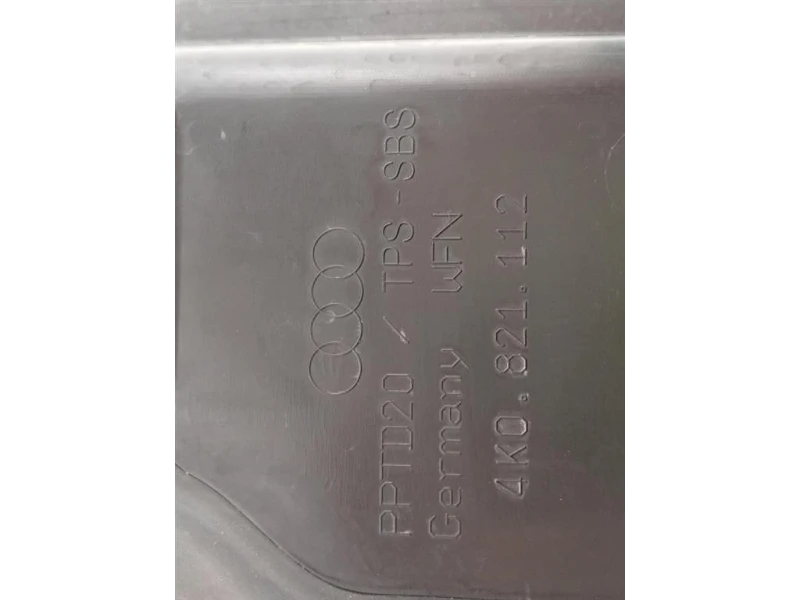 PPTD20 / TPS-SBS
Germany WFN
4K0.821.112